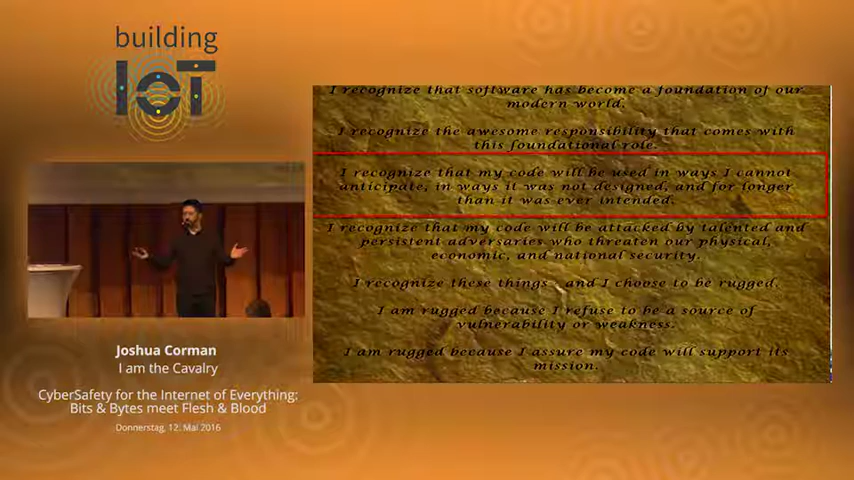 building
IoT
I recognize that software has become a foundation of our
modern world.
I recognize the awesome responsibility that comes with
this foundational role.
I recognize that my code will be used in ways I cannot
anticipate, in ways it was not designed, and for longer
than it was ever intended.
I recognize that my code will be attacked by talented and
persistent adversaries who threaten our physical,
economic, and national security.
I recognize these things - and I choose to be rugged.
I am rugged because I refuse to be a source of
vulnerability or weakness.
I am rugged because I assure my code will support its
mission.
Joshua Corman
I am the Cavalry
CyberSafety for the Internet of Everything:
Bits & Bytes meet Flesh & Blood
Donnerstag, 12. Mai 2016